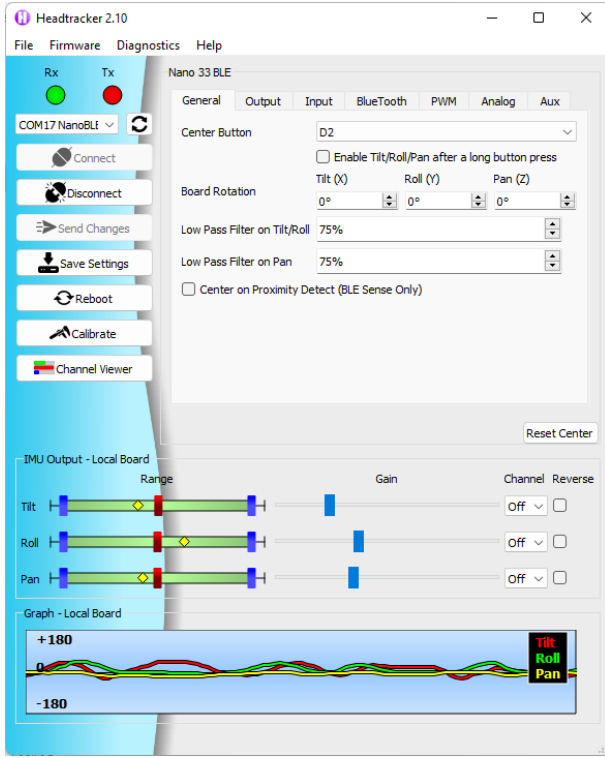 Headtracker 2.10
File Firmware Diagnostics Help
Rx Tx
COM17 NanoBLE
Connect
Disconnect
Send Changes
Save Settings
Reboot
Calibrate
Channel Viewer
Nano 33 BLE
General Output Input BlueTooth PWM Analog Aux
Center Button D2
Enable Tilt/Roll/Pan after a long button press
Tilt (X) Roll (Y) Pan (Z)
Board Rotation 0° 0° 0°
Low Pass Filter on Tilt/Roll 75%
Low Pass Filter on Pan 75%
Center on Proximity Detect (BLE Sense Only)
Reset Center
IMU Output - Local Board
Range Gain Channel Reverse
Tilt Off
Roll Off
Pan Off
Graph - Local Board
+180
0
-180
Tilt
Roll
Pan